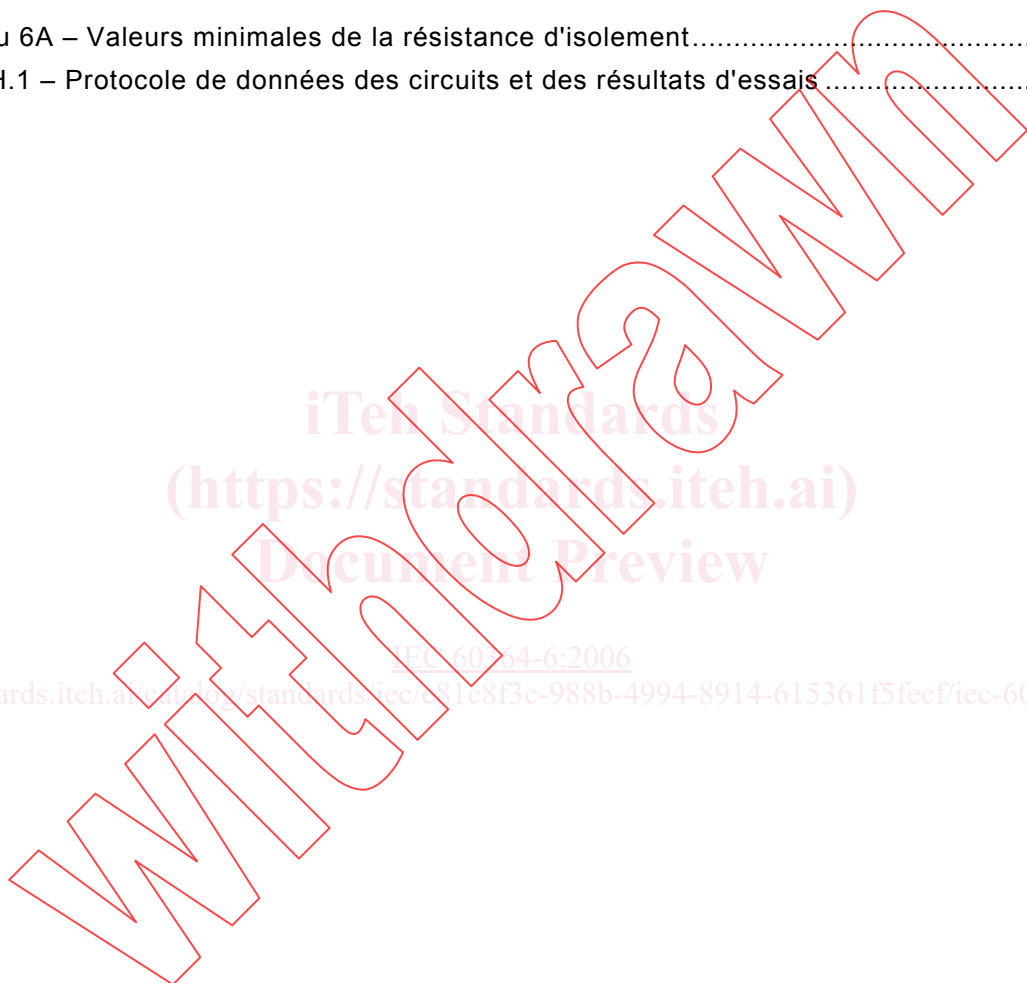 u 6A – Valeurs minimales de la résistance d'isolement.......................................
H.1 – Protocole de données des circuits et des résultats d'essais.........................
withdrawn
iTeh Standards
(https://standards.iteh.ai)
Document Preview
IEC 60364-6:2006
ards.iteh.ai/catalog/standards/iec/e81c8f3c-988b-4994-8914-615361f5fecf/iec-60